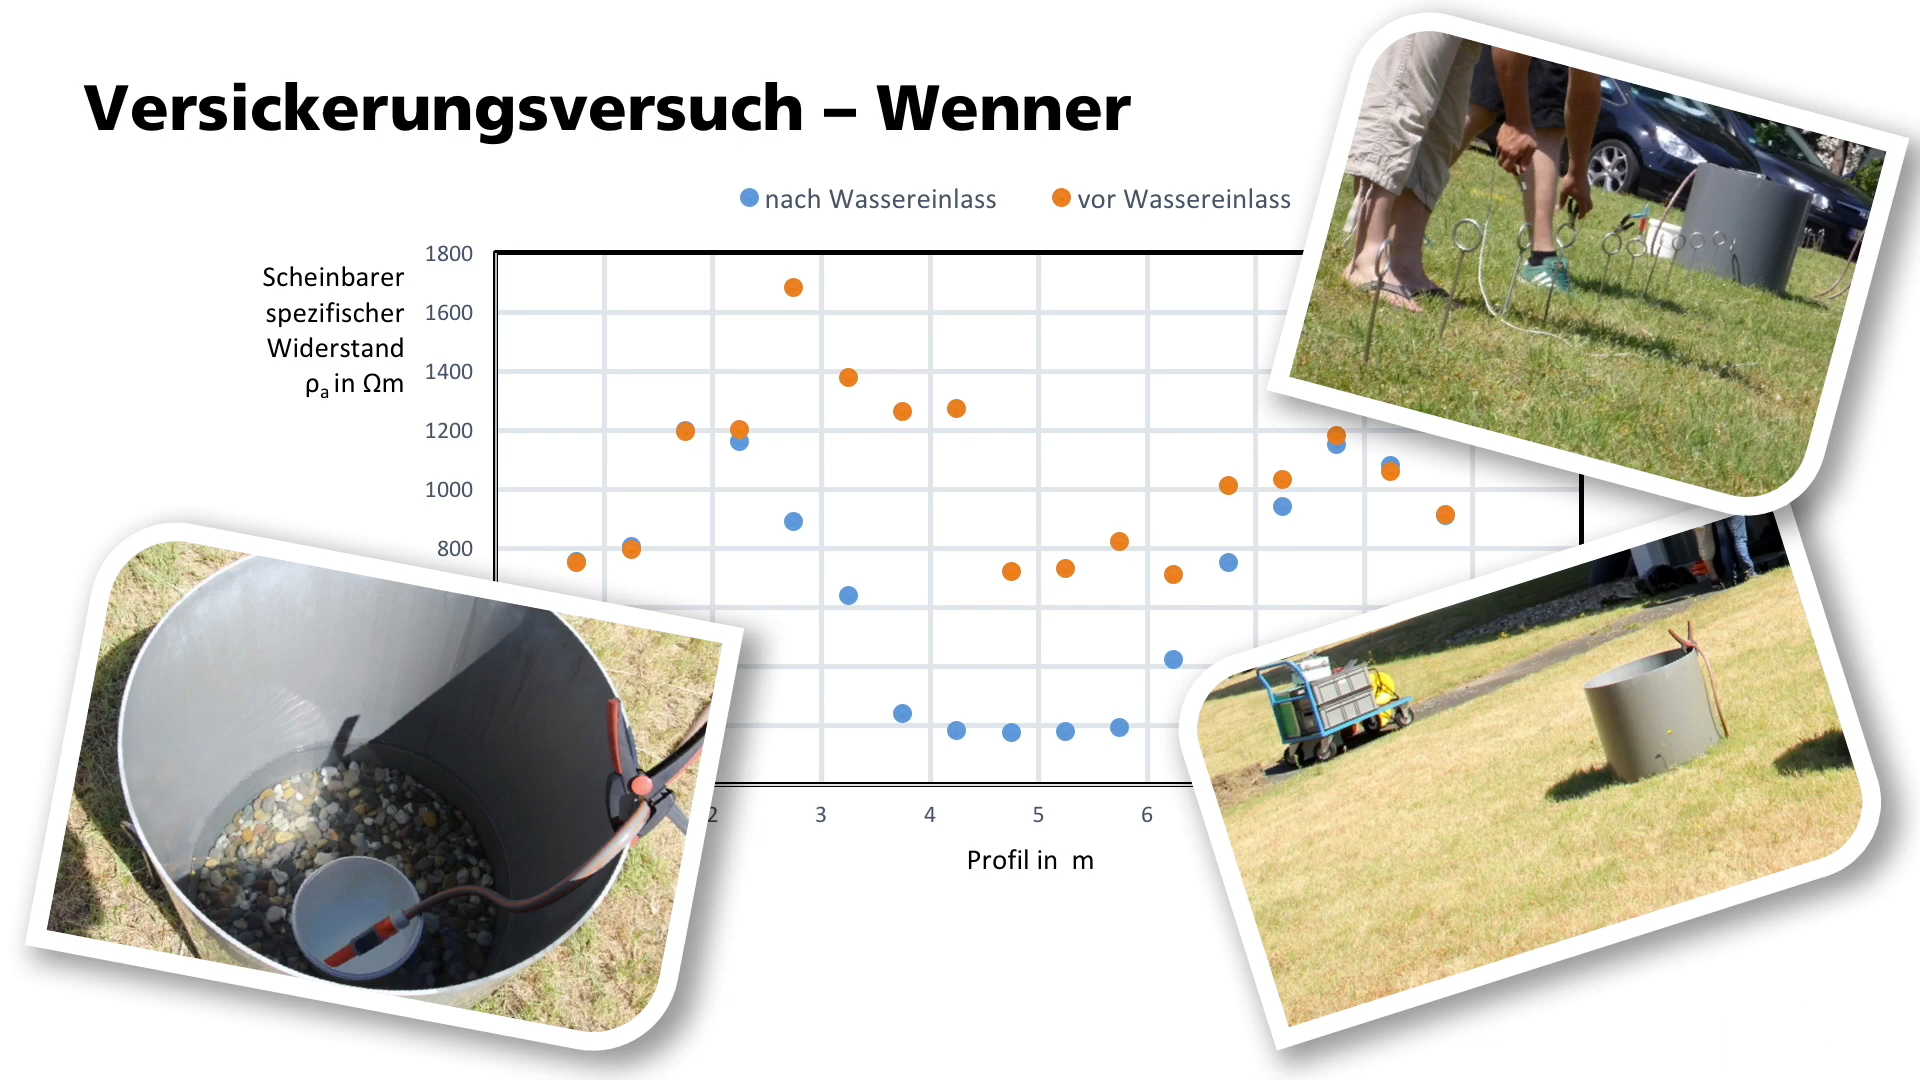 Versickerungsversuch – Wenner
nach Wassereinlass
vor Wassereinlass
Scheinbarer
spezifischer
Widerstand
ρa in Ωm
1800
1600
1400
1200
1000
800
2
3
4
5
6
Profil in m